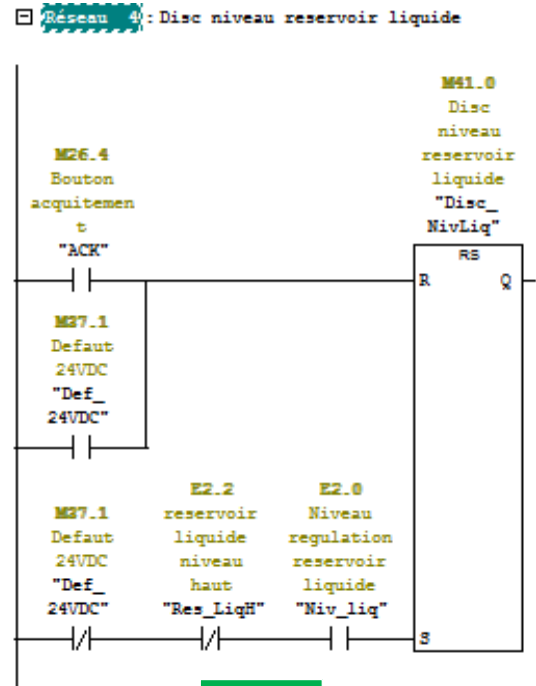 Réseau 4 : Disc niveau reservoir liquide
M41.0
Disc
niveau
reservoir
liquide
"Disc_
NivLiq"
M26.4
Bouton
acquitemen
t
"ACK"
RS
R Q
M37.1
Defaut
24VDC
"Def_
24VDC"
M37.1
Defaut
24VDC
"Def_
24VDC"
E2.2
reservoir
liquide
niveau
haut
"Res_LiqH"
E2.0
Niveau
regulation
reservoir
liquide
"Niv_liq"
S